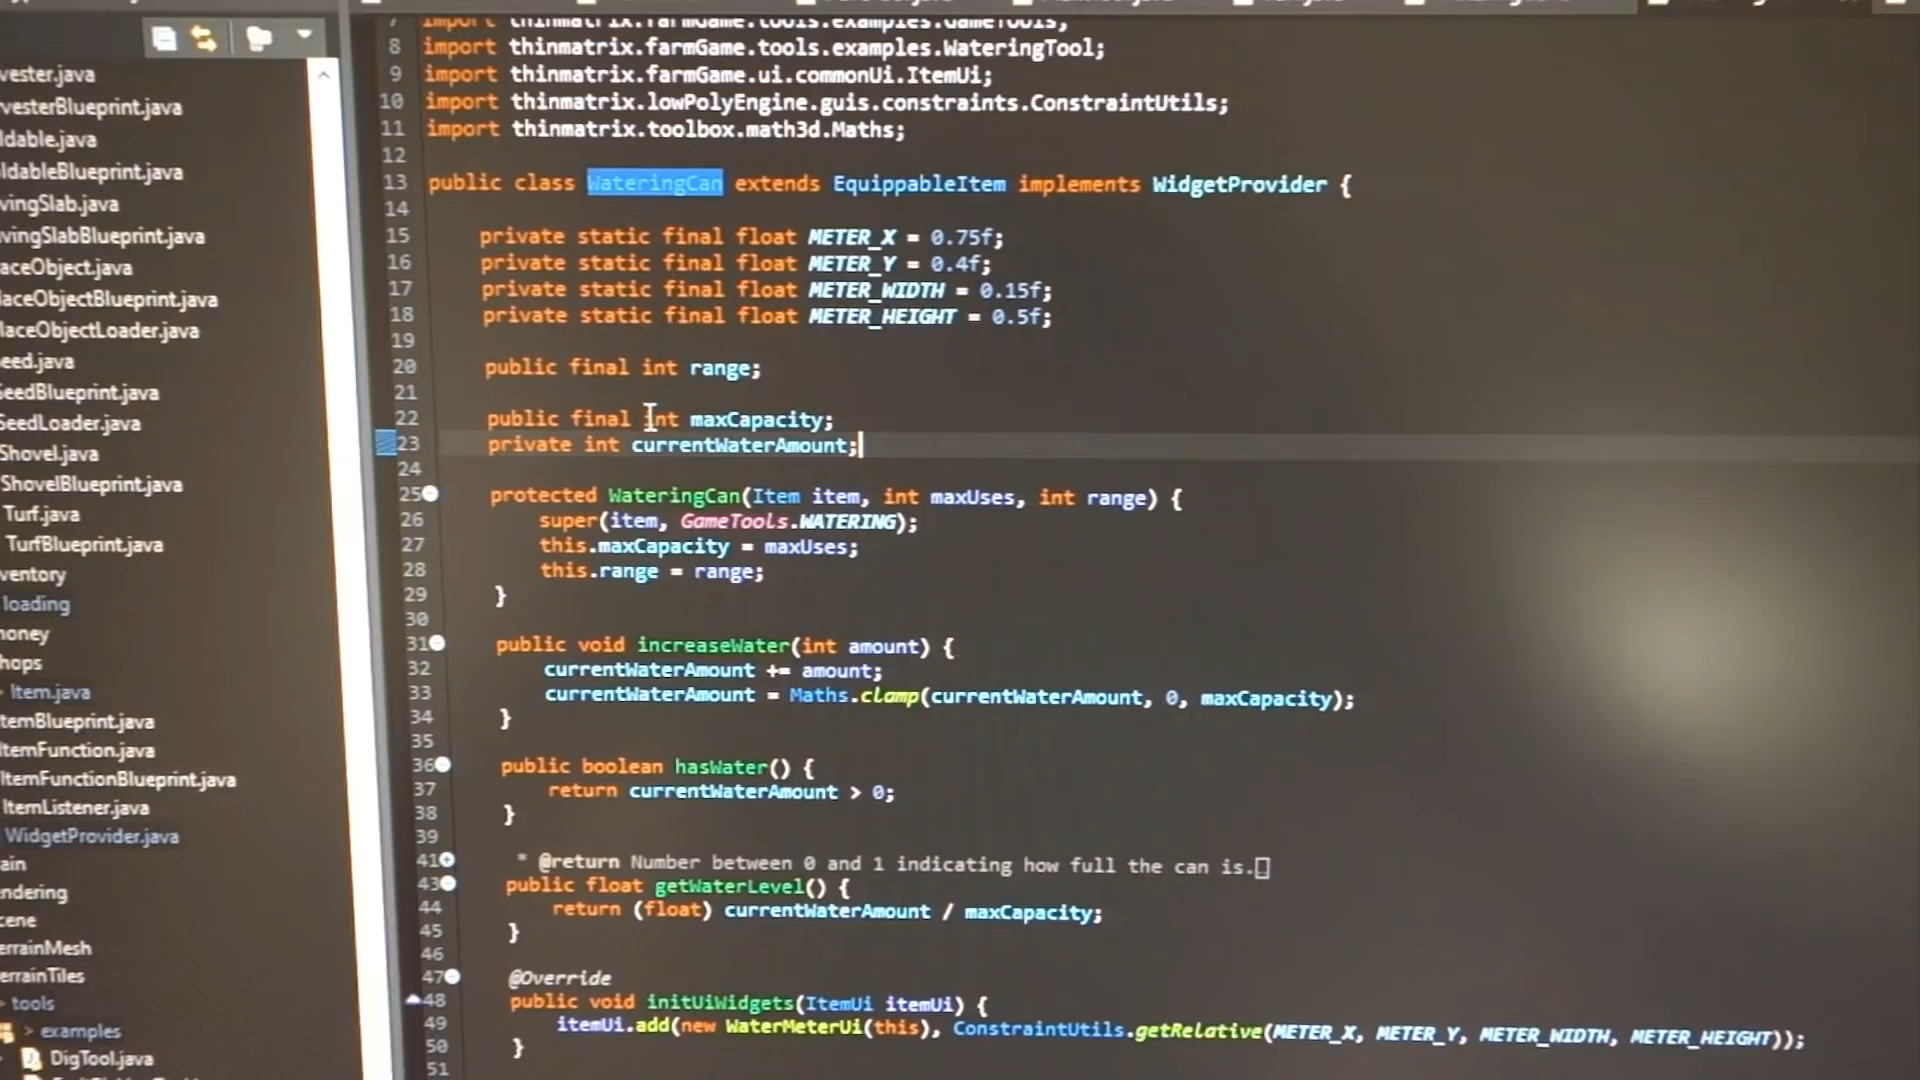 vester.java
vesterBlueprint.java
ldable.java
ldableBlueprint.java
vingSlab.java
vingSlabBlueprint.java
aceObject.java
laceObjectBlueprint.java
laceObjectLoader.java
eed.java
SeedBlueprint.java
SeedLoader.java
Shovel.java
ShovelBlueprint.java
Turf.java
TurfBlueprint.java
ventory
loading
money
hops
Item.java
temBlueprint.java
ItemFunction.java
ItemFunctionBlueprint.java
ItemListener.java
WidgetProvider.java
ain
endering
cene
errainMesh
errainTiles
tools
> examples
DigTool.java
7 import thinmatrix.farmGame.tools.examples.GameTools;
8 import thinmatrix.farmGame.tools.examples.WateringTool;
9 import thinmatrix.farmGame.ui.commonUi.ItemUi;
10 import thinmatrix.lowPolyEngine.guis.constraints.ConstraintUtils;
11 import thinmatrix.toolbox.math3d.Maths;
12
13 public class WateringCan extends EquippableItem implements WidgetProvider {
14
15 private static final float METER_X = 0.75f;
16 private static final float METER_Y = 0.4f;
17 private static final float METER_WIDTH = 0.15f;
18 private static final float METER_HEIGHT = 0.5f;
19
20 public final int range;
21
22 public final int maxCapacity;
23 private int currentWaterAmount;
24
25 protected WateringCan(Item item, int maxUses, int range) {
26 super(item, GameTools.WATERING);
27 this.maxCapacity = maxUses;
28 this.range = range;
29 }
30
31 public void increaseWater(int amount) {
32 currentWaterAmount += amount;
33 currentWaterAmount = Maths.clamp(currentWaterAmount, 0, maxCapacity);
34 }
35
36 public boolean hasWater() {
37 return currentWaterAmount > 0;
38 }
39
41 * @return Number between 0 and 1 indicating how full the can is.
43 public float getWaterLevel() {
44 return (float) currentWaterAmount / maxCapacity;
45 }
46
47 @Override
48 public void initUiWidgets(ItemUi itemUi) {
49 itemUi.add(new WaterMeterUi(this), ConstraintUtils.getRelative(METER_X, METER_Y, METER_WIDTH, METER_HEIGHT));
50 }
51